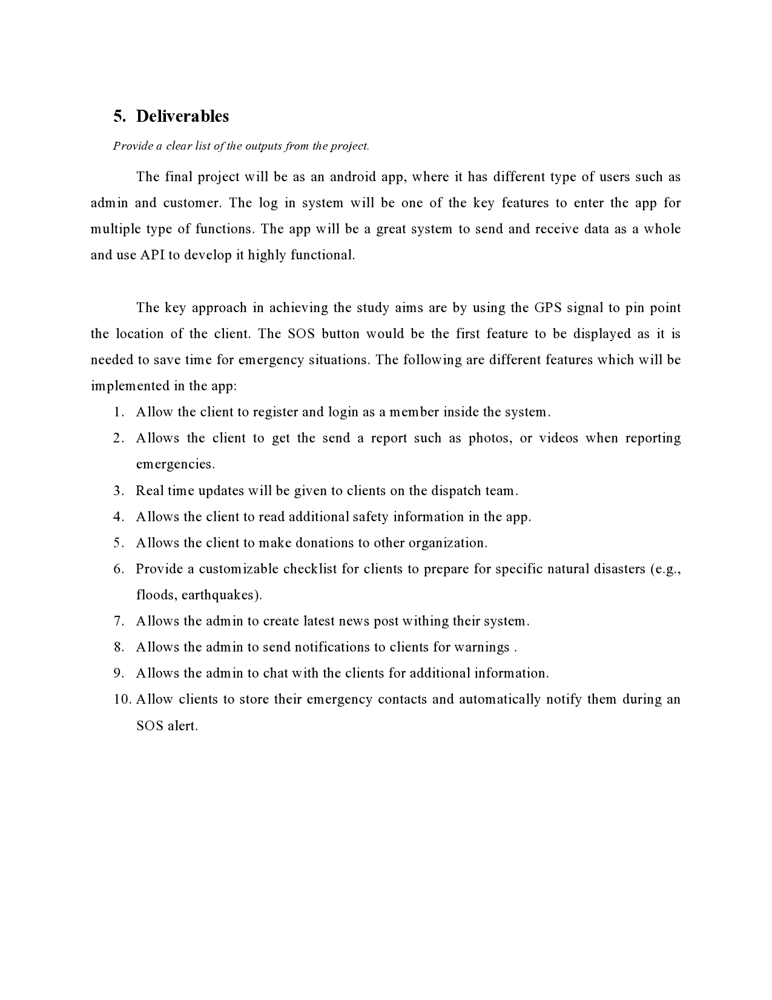 5. Deliverables
Provide a clear list of the outputs from the project.
The final project will be as an android app, where it has different type of users such as
admin and customer. The log in system will be one of the key features to enter the app for
multiple type of functions. The app will be a great system to send and receive data as a whole
and use API to develop it highly functional.
The key approach in achieving the study aims are by using the GPS signal to pin point
the location of the client. The SOS button would be the first feature to be displayed as it is
needed to save time for emergency situations. The following are different features which will be
implemented in the app:
1. Allow the client to register and login as a member inside the system.
2. Allows the client to get the send a report such as photos, or videos when reporting
emergencies.
3. Real time updates will be given to clients on the dispatch team.
4. Allows the client to read additional safety information in the app.
5. Allows the client to make donations to other organization.
6. Provide a customizable checklist for clients to prepare for specific natural disasters (e.g.,
floods, earthquakes).
7. Allows the admin to create latest news post withing their system.
8. Allows the admin to send notifications to clients for warnings .
9. Allows the admin to chat with the clients for additional information.
10. Allow clients to store their emergency contacts and automatically notify them during an
SOS alert.